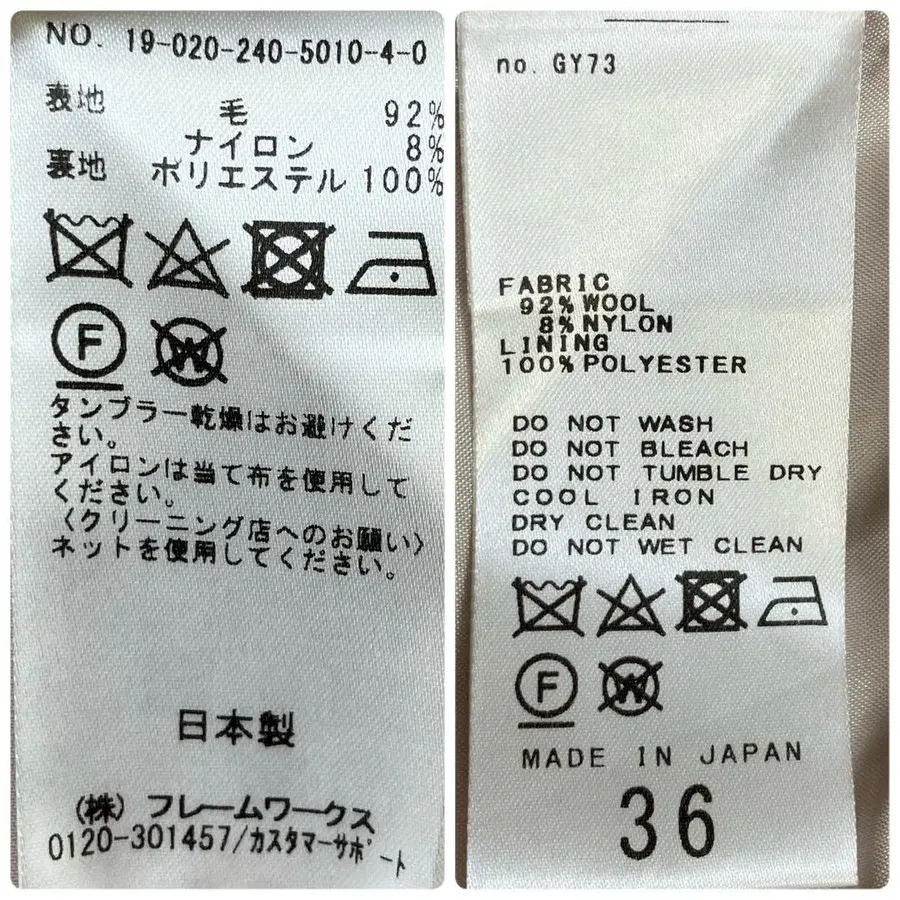 NO. 19-020-240-5010-4-0
表地 毛 92%
ナイロン 8%
裏地 ポリエステル 100%
F
W
タンブラー乾燥はお避けくだ
さい。
アイロンは当て布を使用して
ください。
〈クリーニング店へのお願い〉
ネットを使用してください。
日本製
(株) フレームワークス
0120-301457/カスタマーサポート
no. GY73
FABRIC
92% WOOL
8% NYLON
LINING
100% POLYESTER
DO NOT WASH
DO NOT BLEACH
DO NOT TUMBLE DRY
COOL IRON
DRY CLEAN
DO NOT WET CLEAN
F
W
MADE IN JAPAN
36